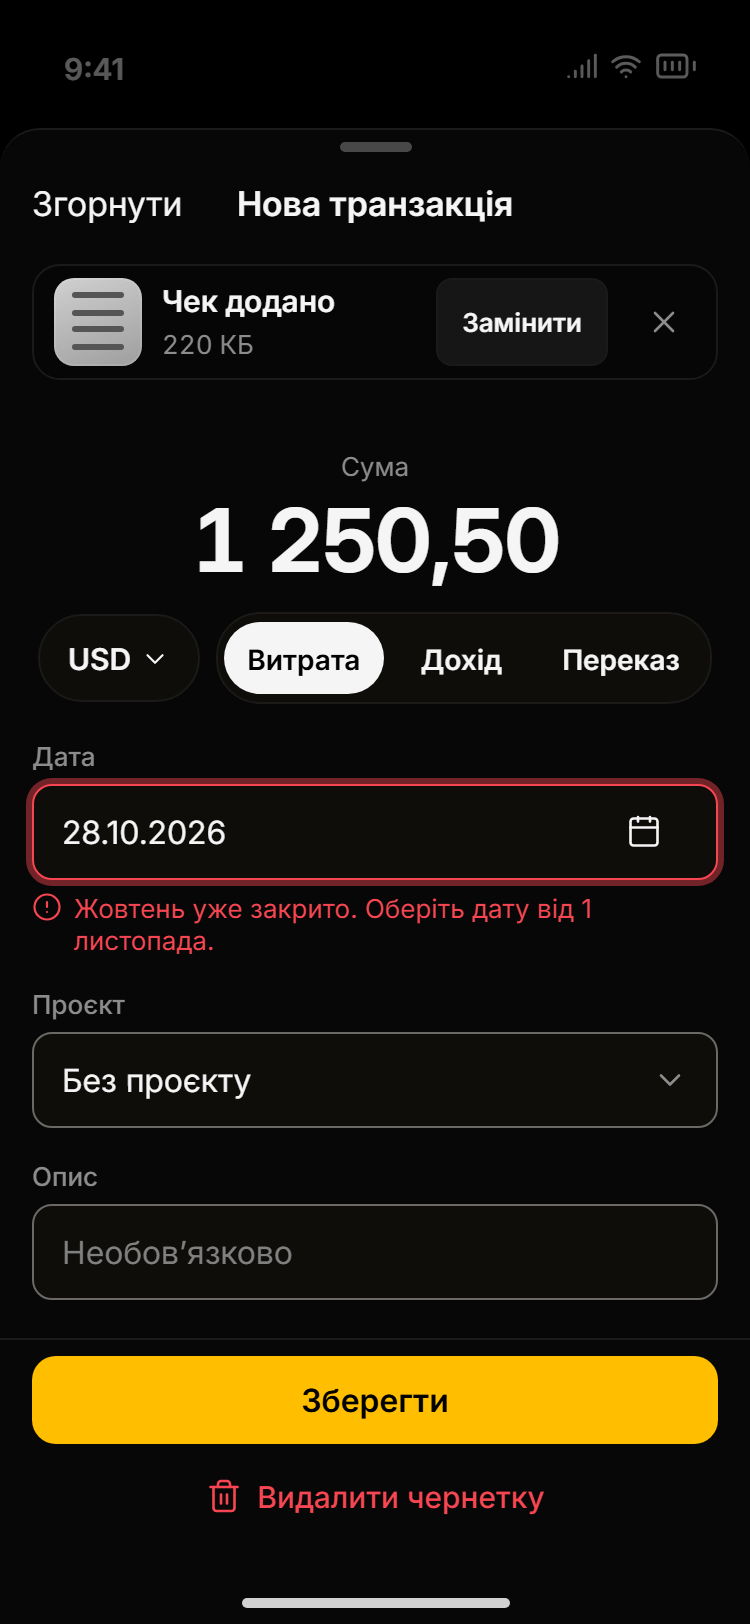 9:41
Згорнути
Нова транзакція
Чек додано
220 КБ
Замінити
Сума
1 250,50
USD
Витрата
Дохід
Переказ
Дата
28.10.2026
Жовтень уже закрито. Оберіть дату від 1
листопада.
Проєкт
Без проєкту
Опис
Необов’язково
Зберегти
Видалити чернетку